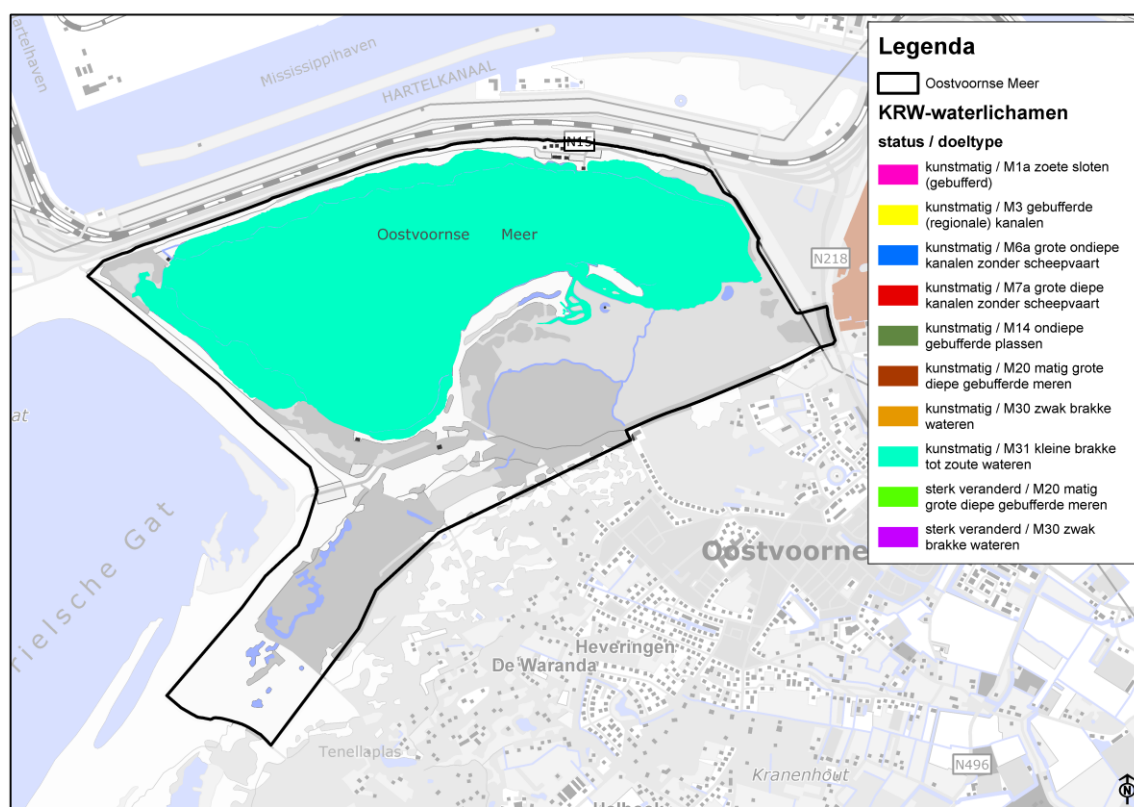 Hartelhaven
Mississippihaven
HARTELKANAAL
N15
Oostvoornse Meer
N218
at
rielsche Gat
Oostvoorne
Heveringen
De Waranda
Tenellaplas
Kranenhout
N496
N
Legenda
Oostvoornse Meer
KRW-waterlichamen
status / doeltype
kunstmatig / M1a zoete sloten
(gebufferd)
kunstmatig / M3 gebufferde
(regionale) kanalen
kunstmatig / M6a grote ondiepe
kanalen zonder scheepvaart
kunstmatig / M7a grote diepe
kanalen zonder scheepvaart
kunstmatig / M14 ondiepe
gebufferde plassen
kunstmatig / M20 matig grote
diepe gebufferde meren
kunstmatig / M30 zwak brakke
wateren
kunstmatig / M31 kleine brakke
tot zoute wateren
sterk veranderd / M20 matig
grote diepe gebufferde meren
sterk veranderd / M30 zwak
brakke wateren